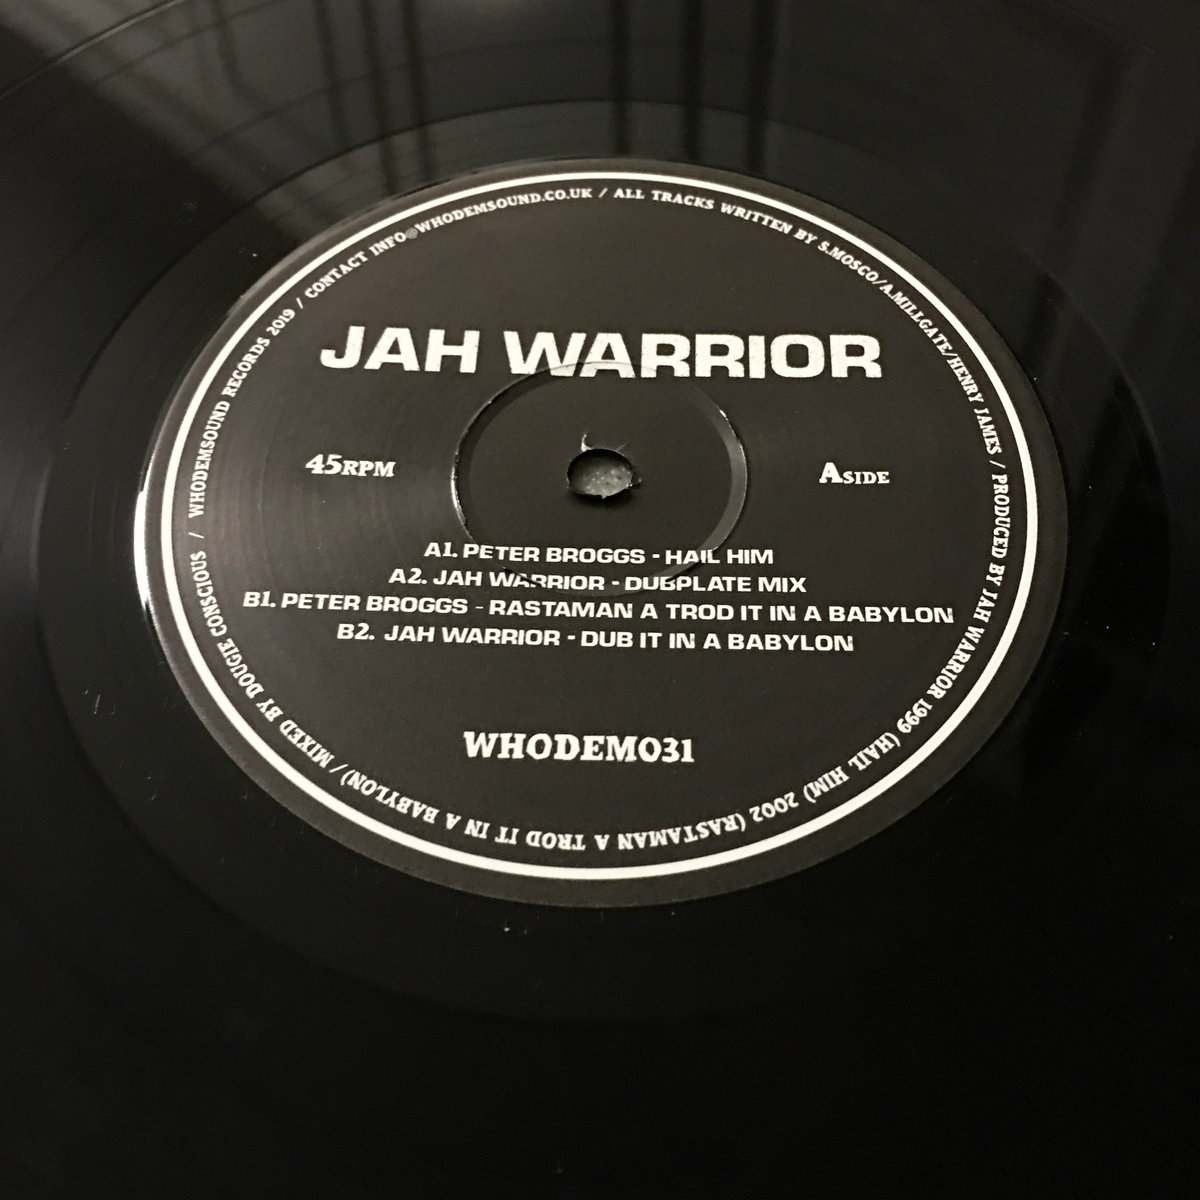 WHODEMSOUND RECORDS 2019 / CONTACT INFO@WHODEMSOUND.CO.UK / ALL TRACKS WRITTEN BY S.MOSCO/A.MILLGATE/HENRY JAMES / PRODUCED BY JAH WARRIOR 1999 (HAIL HIM) 2002 (RASTAMAN A TROD IT IN A BABYLON) / MIXED BY DOUGIE CONSCIOUS /
JAH WARRIOR
45RPM ASIDE
A1. PETER BROGGS - HAIL HIM
A2. JAH WARRIOR - DUBPLATE MIX
B1. PETER BROGGS - RASTAMAN A TROD IT IN A BABYLON
B2. JAH WARRIOR - DUB IT IN A BABYLON
WHODEM031